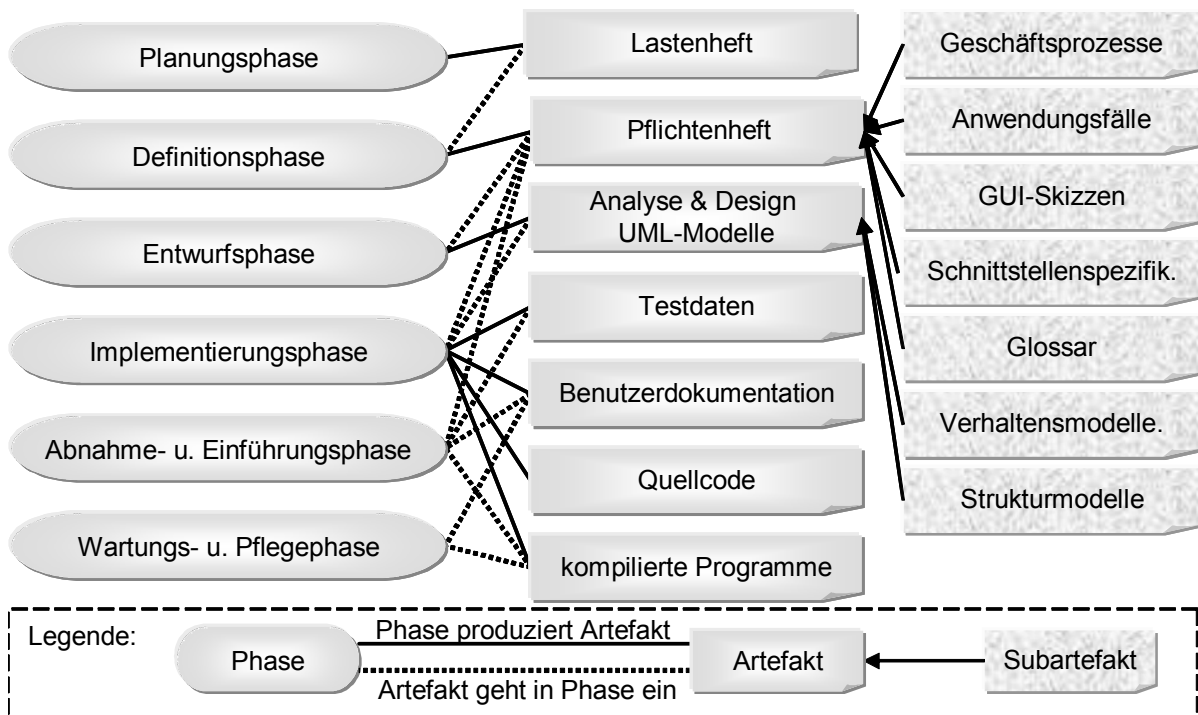 Planungsphase
Definitionsphase
Entwurfsphase
Implementierungsphase
Abnahme- u. Einführungsphase
Wartungs- u. Pflegephase
Lastenheft
Pflichtenheft
Analyse & Design
UML-Modelle
Testdaten
Benutzerdokumentation
Quellcode
kompilierte Programme
Geschäftsprozesse
Anwendungsfälle
GUI-Skizzen
Schnittstellenspezifik.
Glossar
Verhaltensmodelle.
Strukturmodelle
Legende:
Phase
Phase produziert Artefakt
Artefakt geht in Phase ein
Artefakt
Subartefakt